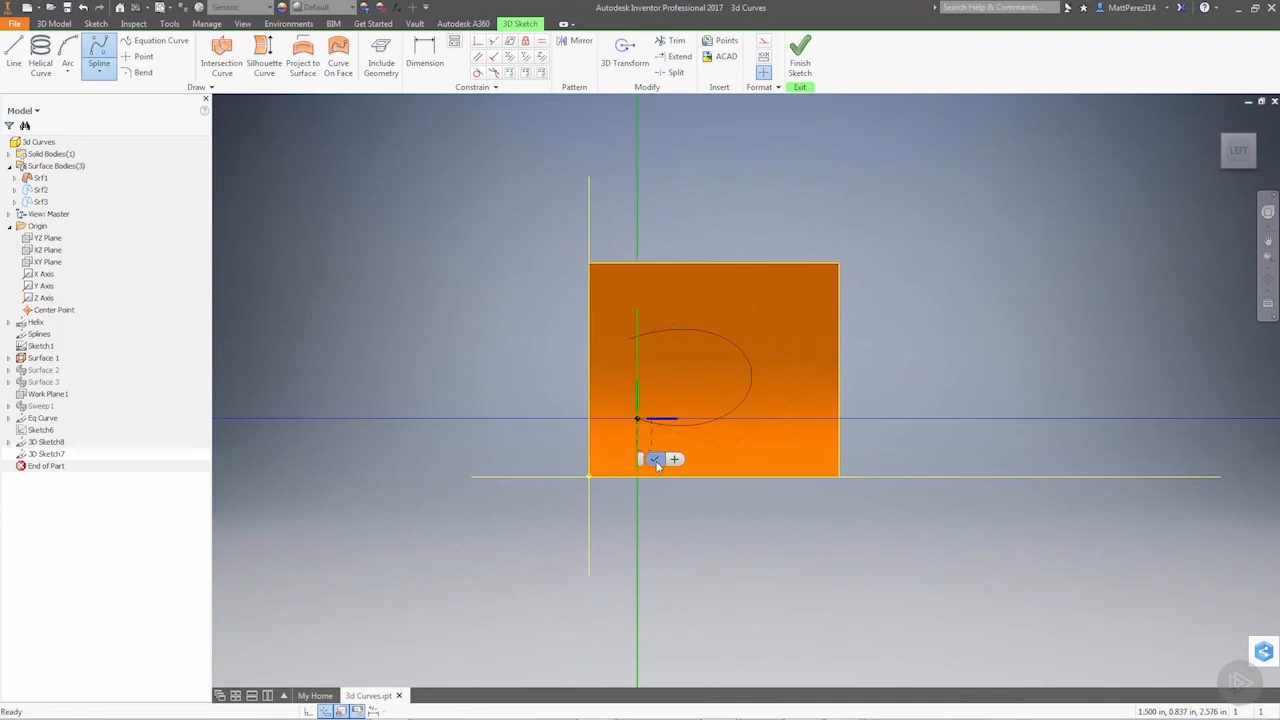 Generic
Default
Autodesk Inventor Professional 2017   3d Curves
Search Help & Commands...
MattPerez314
File
3D Model
Sketch
Inspect
Tools
Manage
View
Environments
BIM
Get Started
Vault
Autodesk A360
3D Sketch
Line
Helical
Curve
Arc
Spline
Equation Curve
Point
Bend
Intersection
Curve
Silhouette
Curve
Project to
Surface
Curve
On Face
Include
Geometry
Dimension
Mirror
3D Transform
Trim
Extend
Split
Points
ACAD
Finish
Sketch
Draw
Constrain
Pattern
Modify
Insert
Format
Exit
Model
3d Curves
Solid Bodies(1)
Surface Bodies(3)
Srf1
Srf2
Srf3
View: Master
Origin
YZ Plane
XZ Plane
XY Plane
X Axis
Y Axis
Z Axis
Center Point
Helix
Splines
Sketch1
Surface 1
Surface 2
Surface 3
Work Plane1
Sweep1
Eq Curve
Sketch6
3D Sketch8
3D Sketch7
End of Part
LEFT
My Home
3d Curves.ipt
Ready
1.500 in, 0.837 in, 2.576 in   1   1